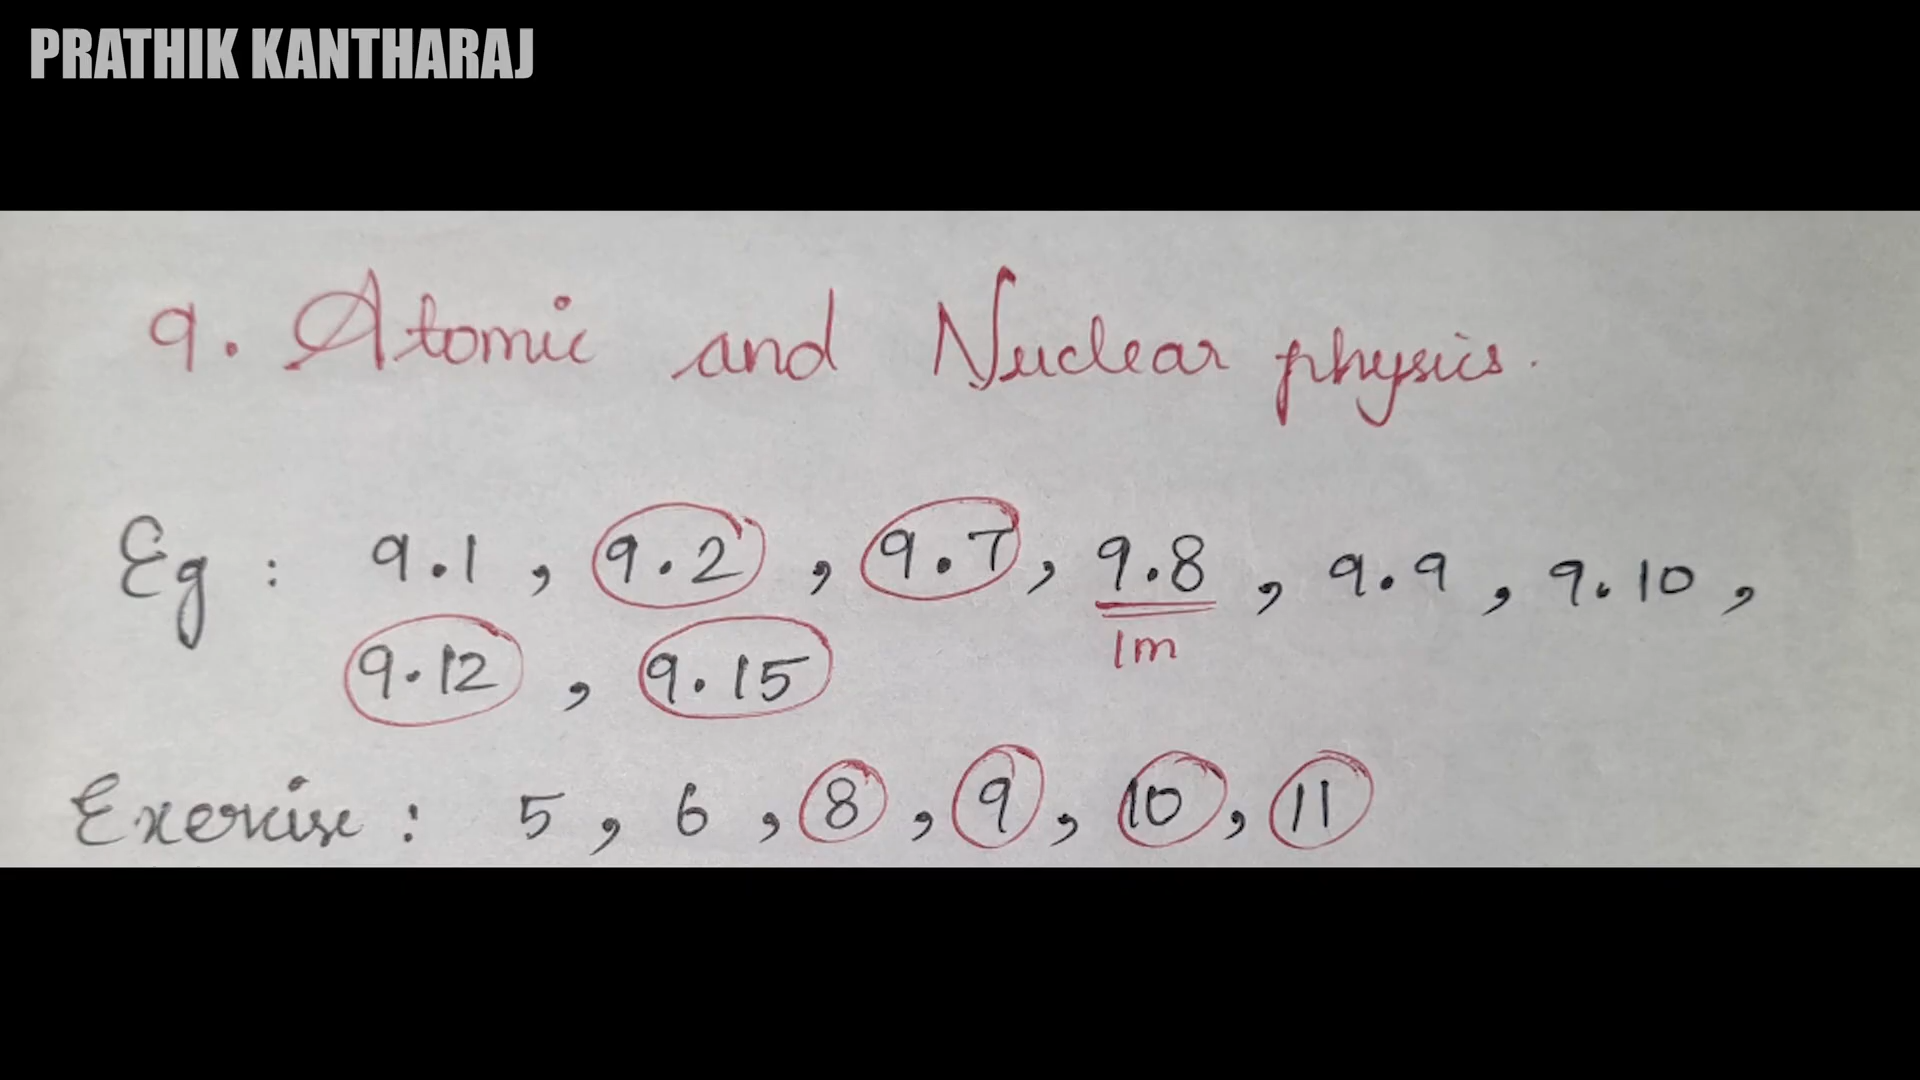 PRATHIK KANTHARAJ
9. Atomic and Nuclear physics.
Eg : 9.1 , 9.2 , 9.7 , 9.8 , 9.9 , 9.10 ,
1m
9.12 , 9.15
Exercise : 5 , 6 , 8 , 9 , 10 , 11